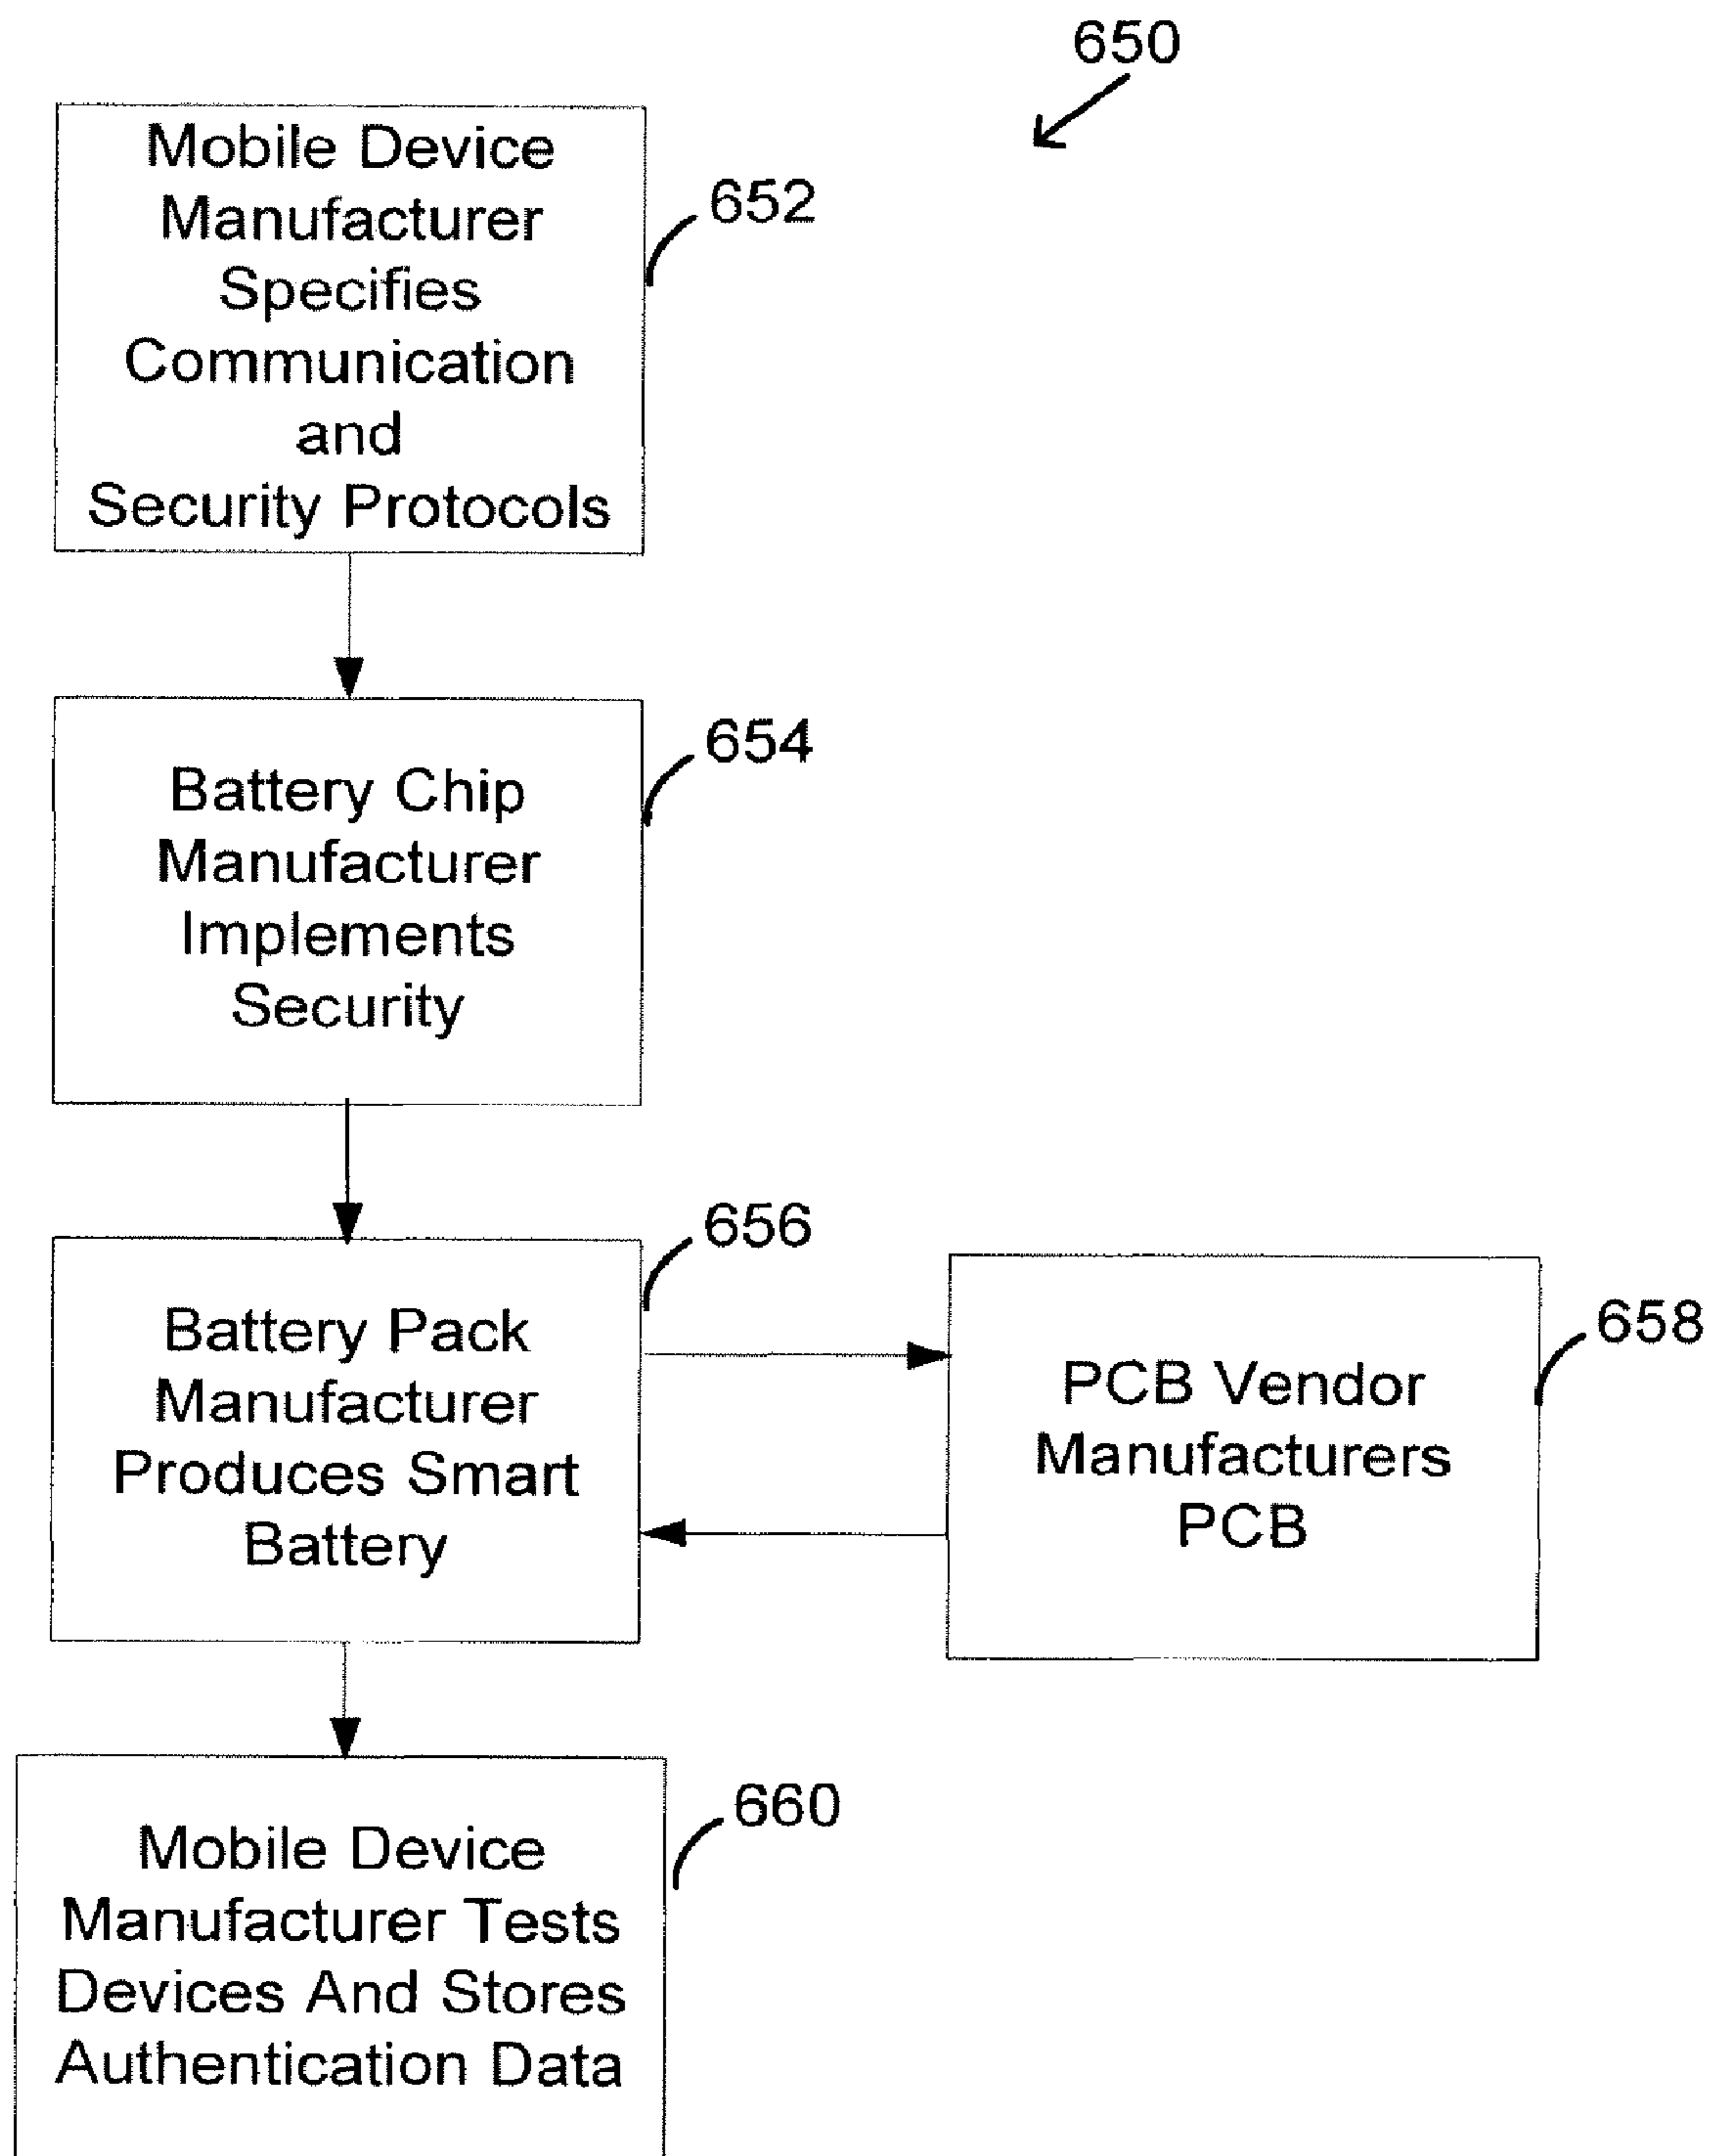 650
Mobile Device
Manufacturer
Specifies
Communication
and
Security Protocols
652
Battery Chip
Manufacturer
Implements
Security
654
Battery Pack
Manufacturer
Produces Smart
Battery
656
PCB Vendor
Manufacturers
PCB
658
Mobile Device
Manufacturer Tests
Devices And Stores
Authentication Data
660